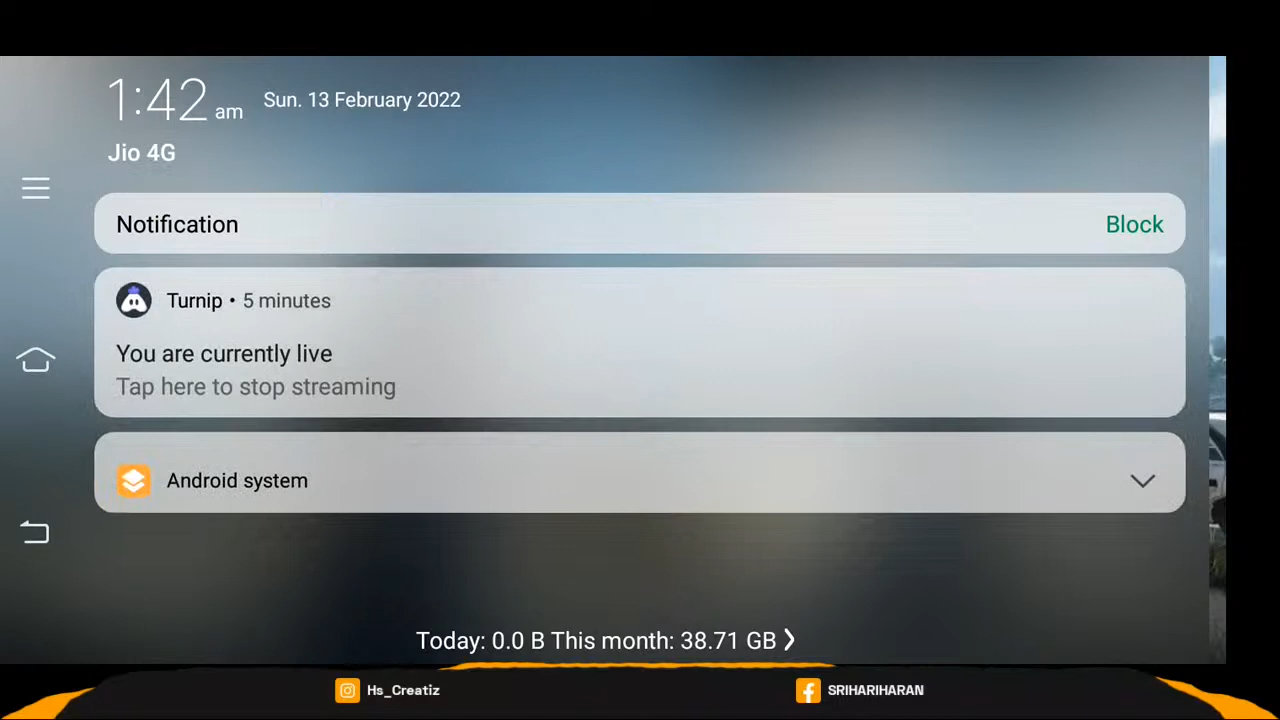 1:42 am Sun. 13 February 2022
Jio 4G
Notification Block
Turnip • 5 minutes
You are currently live
Tap here to stop streaming
Android system
Today: 0.0 B This month: 38.71 GB
Hs_Creatiz SRIHARIHARAN